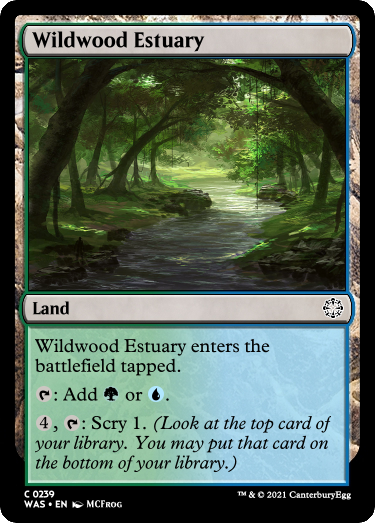 Wildwood Estuary
Land
Wildwood Estuary enters the
battlefield tapped.
: Add or .
4, : Scry 1. (Look at the top card of
your library. You may put that card on
the bottom of your library.)
C 0239
WAS • EN MCFROG
™ & © 2021 CanterburyEgg